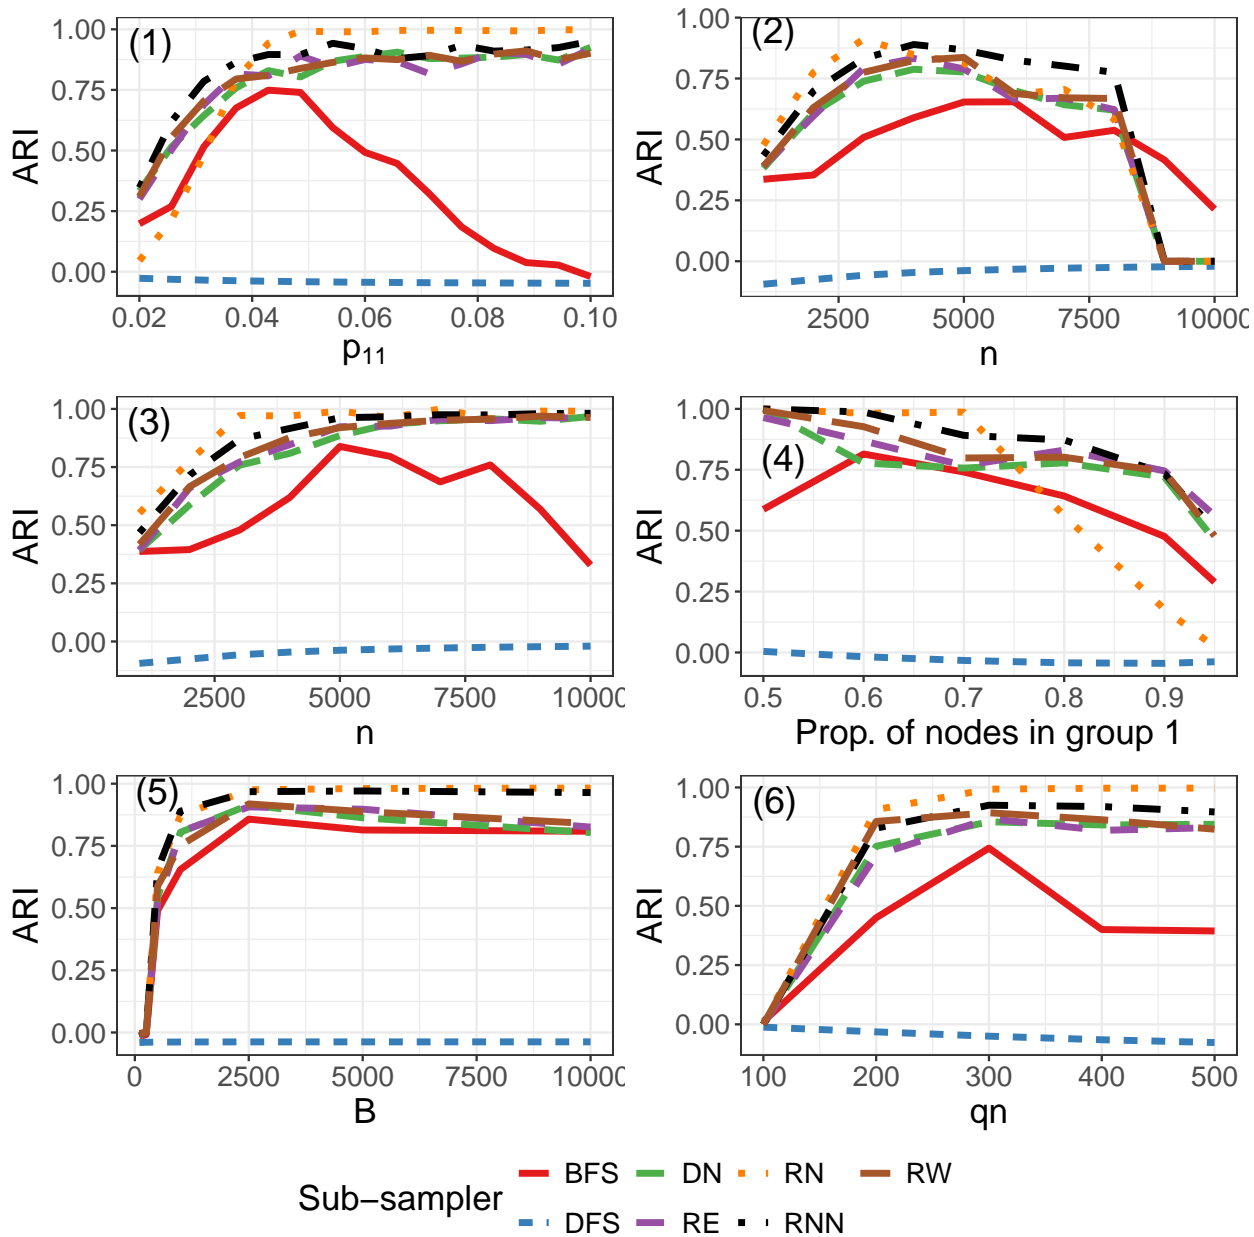 (1)
1.00
0.75
0.50
0.25
0.00
ARI
0.02 0.04 0.06 0.08 0.10
p11
(2)
1.00
0.75
0.50
0.25
0.00
ARI
2500 5000 7500 10000
n
(3)
1.00
0.75
0.50
0.25
0.00
ARI
2500 5000 7500 10000
n
(4)
1.00
0.75
0.50
0.25
0.00
ARI
0.5 0.6 0.7 0.8 0.9
Prop. of nodes in group 1
(5)
1.00
0.75
0.50
0.25
0.00
ARI
0 2500 5000 7500 10000
B
(6)
1.00
0.75
0.50
0.25
0.00
ARI
100 200 300 400 500
qn
Sub−sampler
BFS DN RN RW
DFS RE RNN